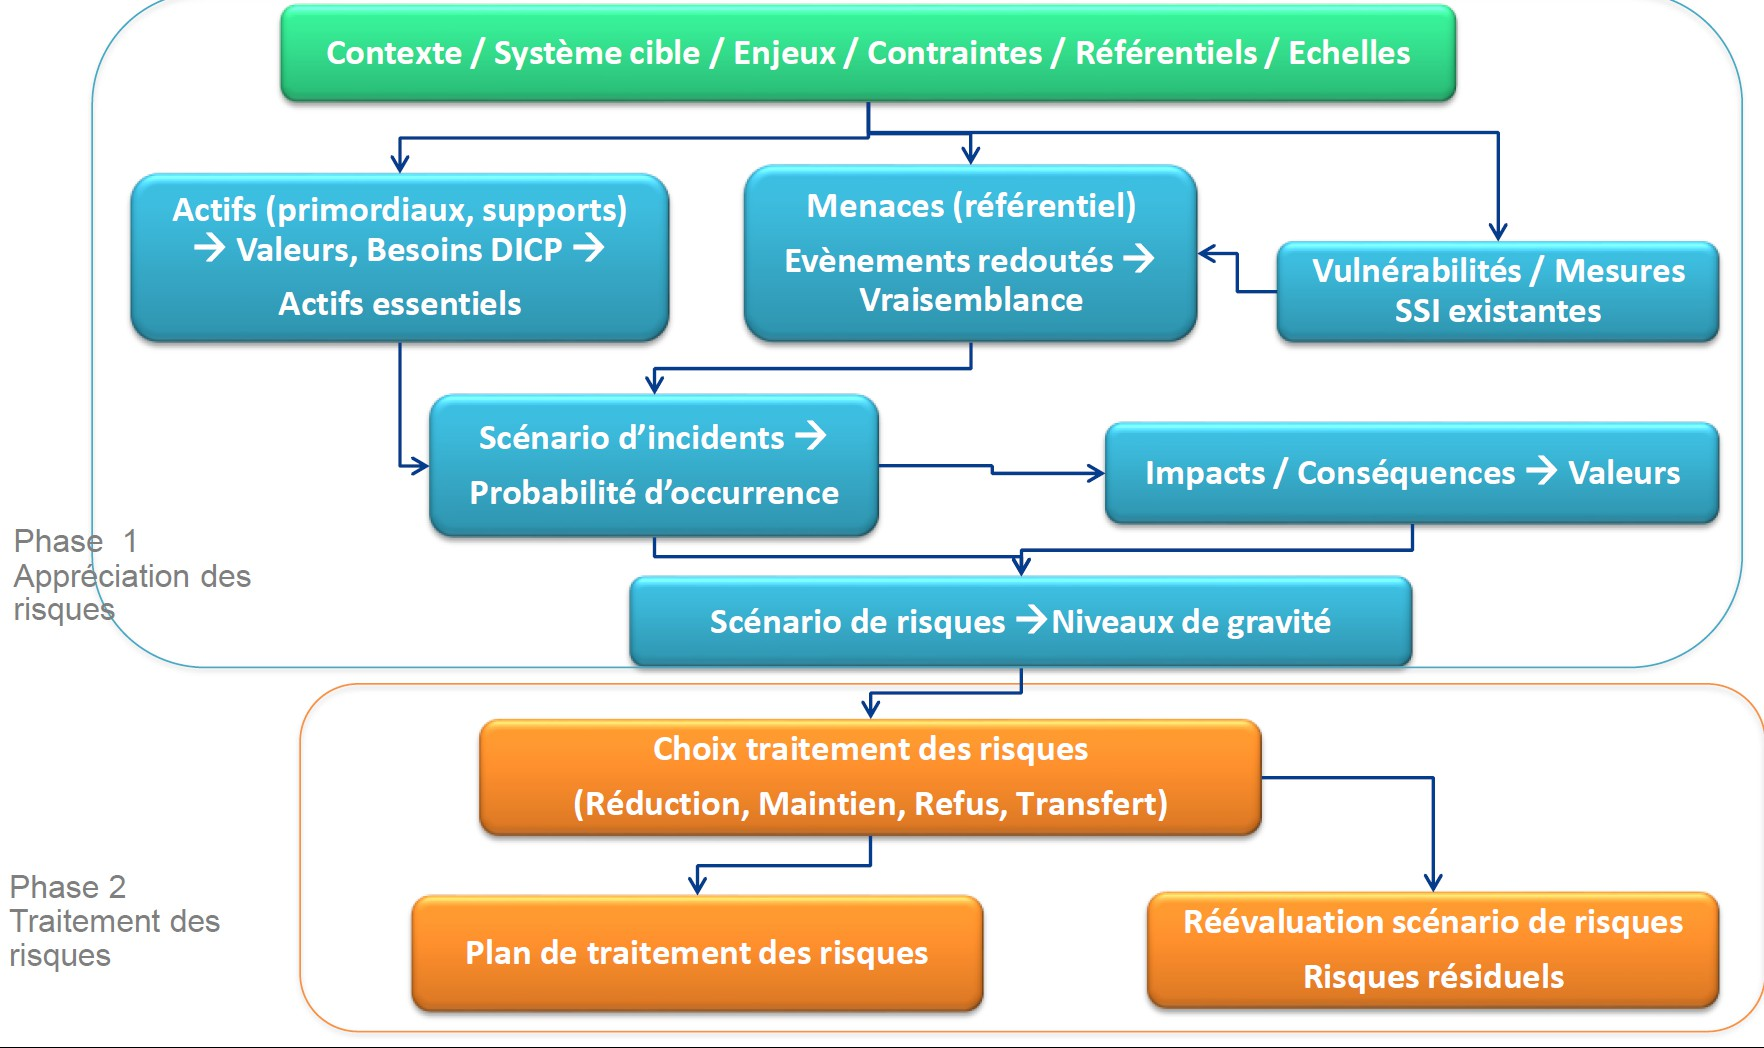 Contexte / Système cible / Enjeux / Contraintes / Référentiels / Echelles
Actifs (primordiaux, supports)
→ Valeurs, Besoins DICP →
Actifs essentiels
Menaces (référentiel)
Evènements redoutés →
Vraisemblance
Vulnérabilités / Mesures
SSI existantes
Scénario d’incidents →
Probabilité d’occurrence
Impacts / Conséquences → Valeurs
Phase 1
Appréciation des
risques
Scénario de risques →Niveaux de gravité
Choix traitement des risques
(Réduction, Maintien, Refus, Transfert)
Phase 2
Traitement des
risques
Plan de traitement des risques
Réévaluation scénario de risques
Risques résiduels